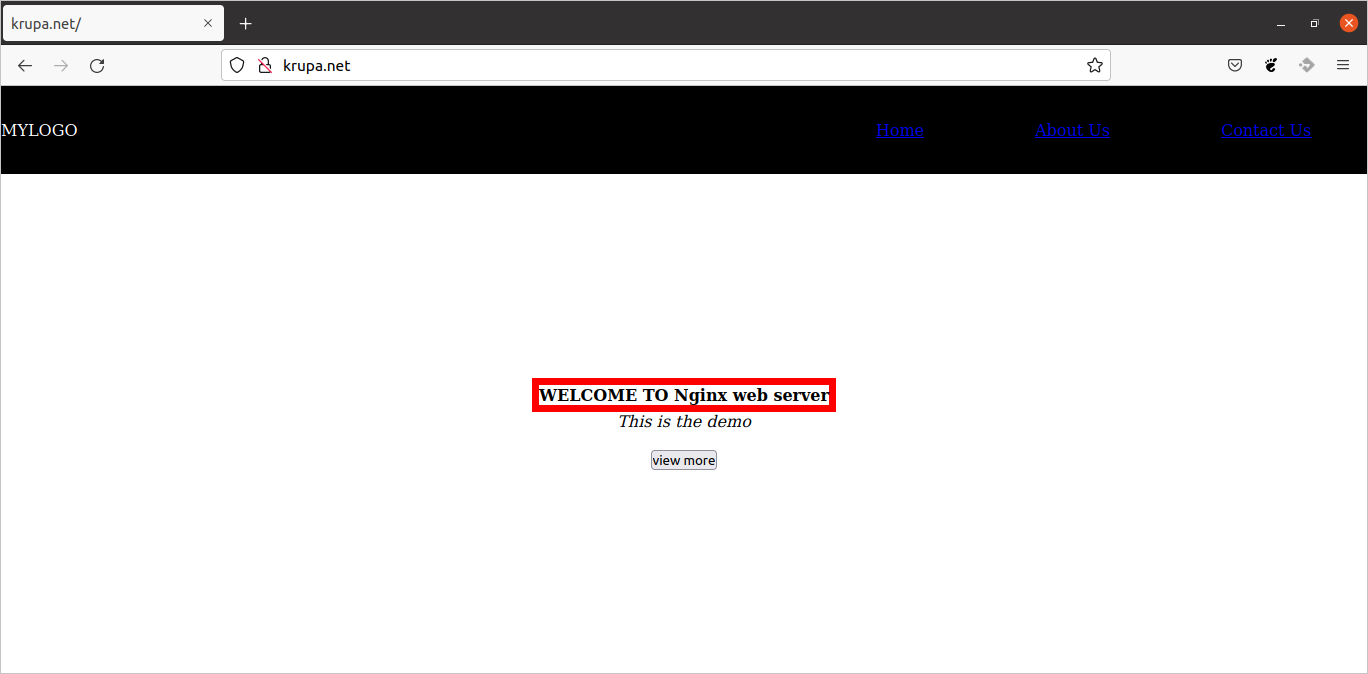 krupa.net/
krupa.net
MYLOGO Home About Us Contact Us
WELCOME TO Nginx web server
This is the demo
view more